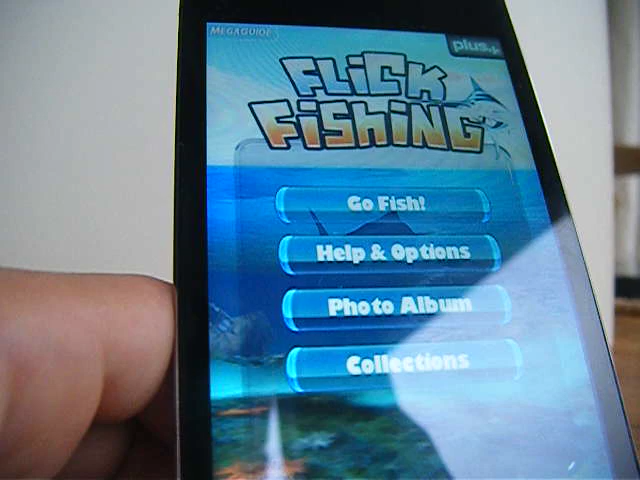 MEGAGUIDE
plus.
FLICK
FISHING
Go Fish!
Help & Options
Photo Album
Collections